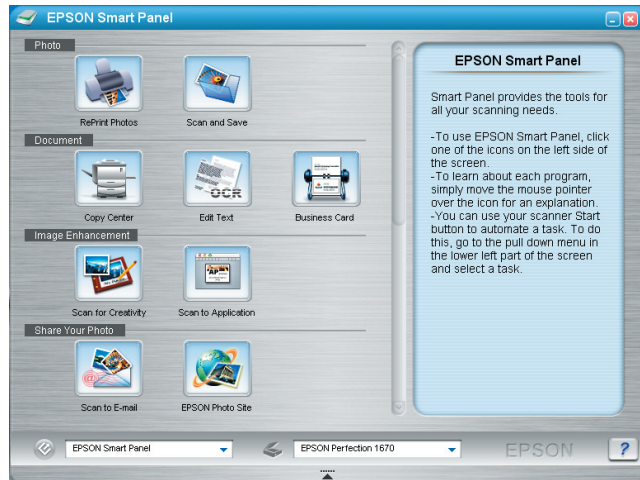 EPSON Smart Panel
Photo
RePrint Photos
Scan and Save
Document
OCR
Copy Center
Edit Text
Business Card
Image Enhancement
Scan for Creativity
Scan to Application
Share Your Photo
Scan to E-mail
EPSON Photo Site
EPSON Smart Panel
Smart Panel provides the tools for
all your scanning needs.
-To use EPSON Smart Panel, click
one of the icons on the left side of
the screen.
-To learn about each program,
simply move the mouse pointer
over the icon for an explanation.
-You can use your scanner Start
button to automate a task. To do
this, go to the pull down menu in
the lower left part of the screen
and select a task.
EPSON Smart Panel
EPSON Perfection 1670
EPSON
?